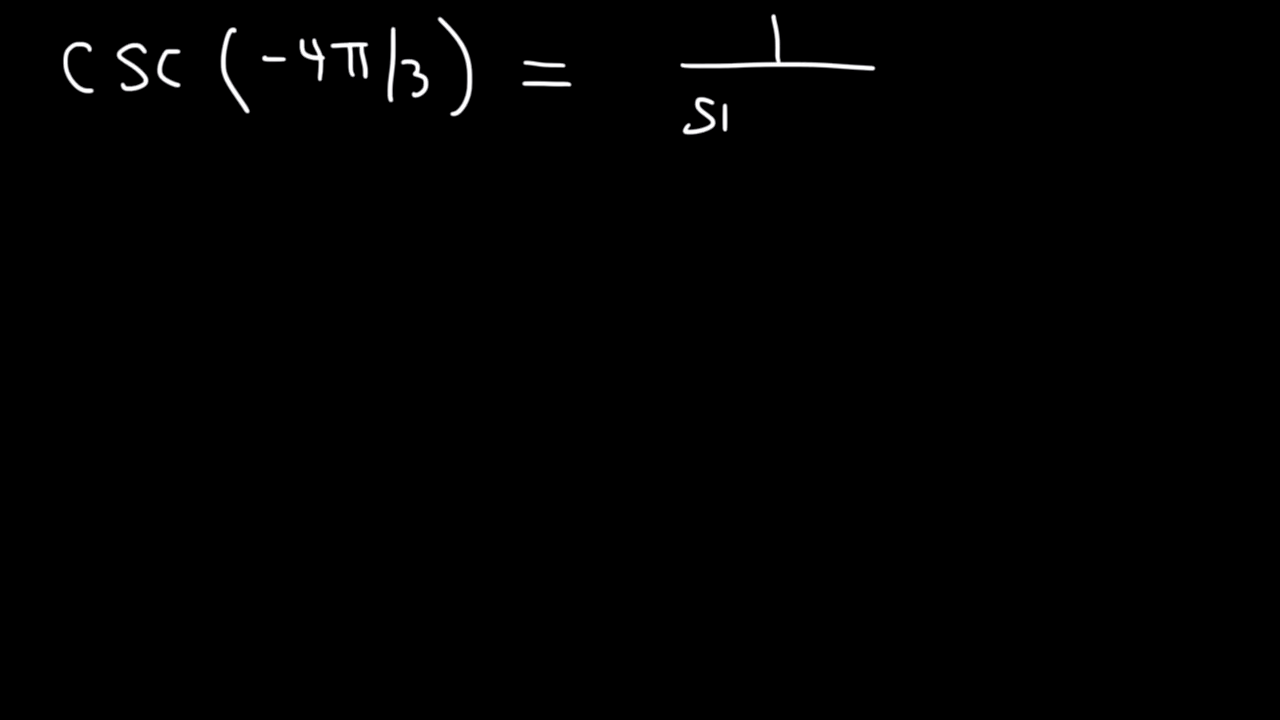 csc (-4π/3) = 1
si